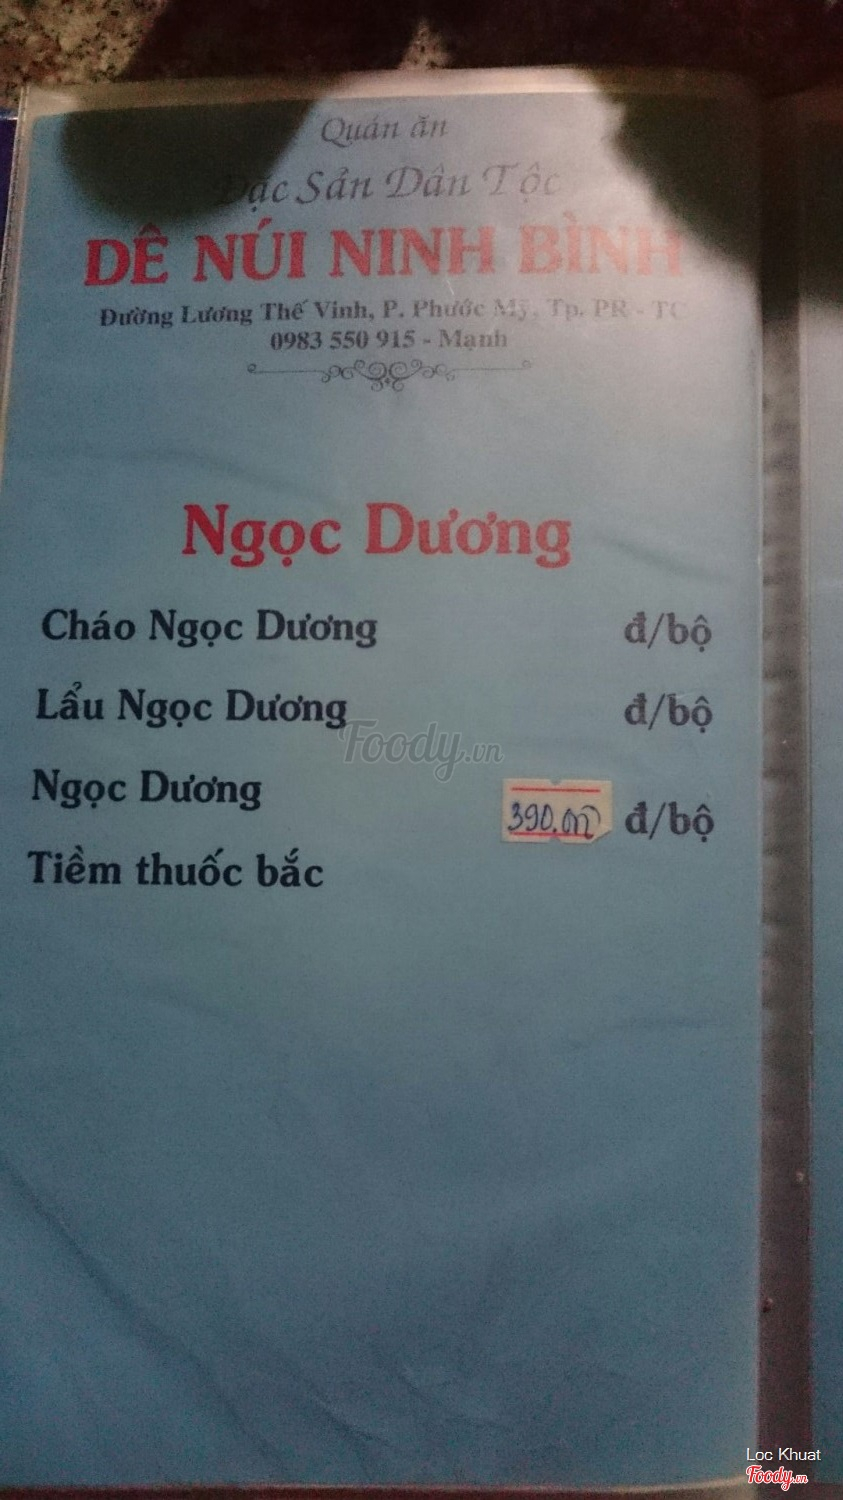 Quán ăn
Đặc Sản Dân Tộc
DÊ NÚI NINH BÌNH
Đường Lương Thế Vinh, P. Phước Mỹ, Tp. PR - TC
0983 550 915 - Mạnh
Ngọc Dương
Cháo Ngọc Dương đ/bộ
Lẩu Ngọc Dương đ/bộ
Foody.vn
Ngọc Dương
390.000 đ/bộ
Tiềm thuốc bắc
Loc Khuat
Foody.vn